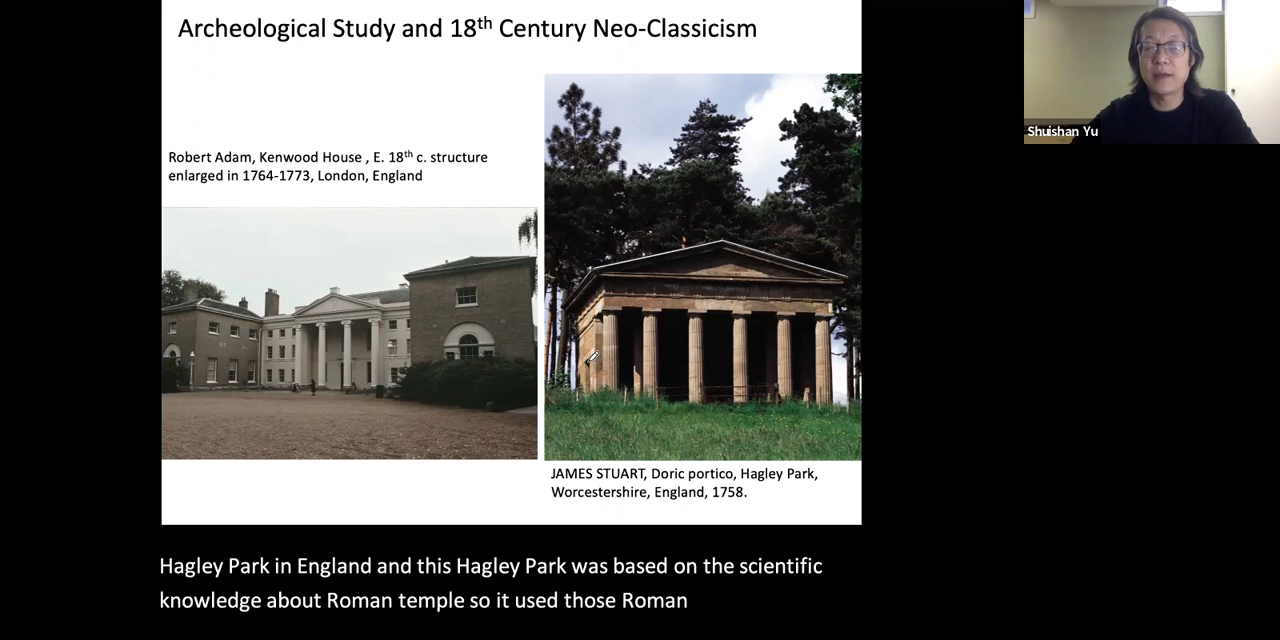 Archeological Study and 18th Century Neo-Classicism
Robert Adam, Kenwood House , E. 18th c. structure
enlarged in 1764-1773, London, England
JAMES STUART, Doric portico, Hagley Park,
Worcestershire, England, 1758.
Shuishan Yu
Hagley Park in England and this Hagley Park was based on the scientific
knowledge about Roman temple so it used those Roman